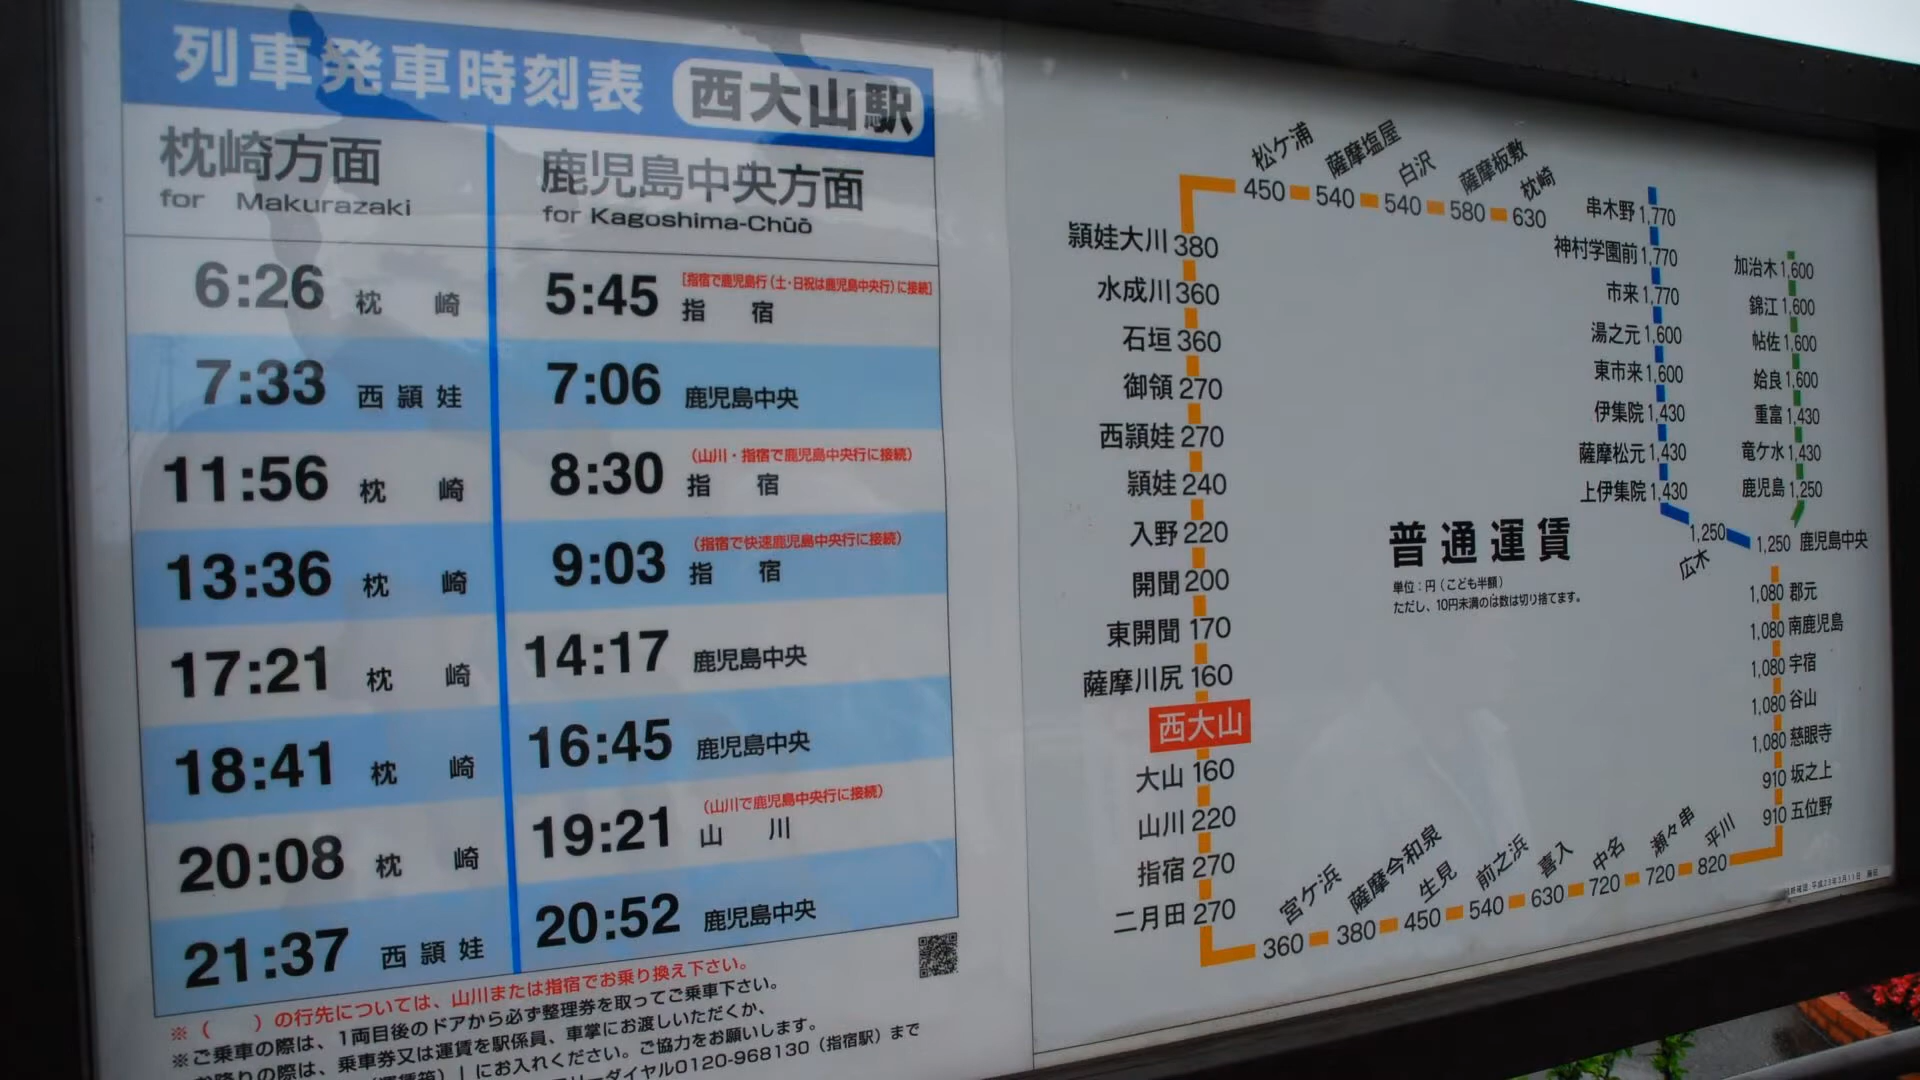 列車発車時刻表 西大山駅
枕崎方面
for Makurazaki
鹿児島中央方面
for Kagoshima-Chūō
6:26 枕崎
7:33 西頴娃
11:56 枕崎
13:36 枕崎
17:21 枕崎
18:41 枕崎
20:08 枕崎
21:37 西頴娃
[指宿で鹿児島行(土・日祝は鹿児島中央行)に接続]
5:45 指宿
7:06 鹿児島中央
(山川・指宿で鹿児島中央行に接続)
8:30 指宿
(指宿で快速鹿児島中央行に接続)
9:03 指宿
14:17 鹿児島中央
16:45 鹿児島中央
(山川で鹿児島中央行に接続)
19:21 山川
20:52 鹿児島中央
※( )の行先については、山川または指宿でお乗り換え下さい。
※ご乗車の際は、1両目後のドアから必ず整理券を取ってご乗車下さい。
の際は、乗車券又は運賃を駅係員、車掌にお渡しいただくか、
」にお入れください。ご協力をお願いします。
ーダイヤル0120-968130(指宿駅)まで
松ケ浦 450
薩摩塩屋 540
白沢 540
薩摩板敷 580
枕崎 630
頴娃大川 380
水成川 360
石垣 360
御領 270
西頴娃 270
頴娃 240
入野 220
開聞 200
東開聞 170
薩摩川尻 160
西大山
大山 160
山川 220
指宿 270
二月田 270
宮ケ浜 360
薩摩今和泉 380
生見 450
前之浜 540
喜入 630
中名 720
瀬々串 720
平川 820
普通運賃
単位:円(こども半額)
ただし、10円未満のは数は切り捨てます。
串木野 1,770
神村学園前 1,770
市来 1,770
湯之元 1,600
東市来 1,600
伊集院 1,430
薩摩松元 1,430
上伊集院 1,430
広木 1,250
加治木 1,600
錦江 1,600
帖佐 1,600
姶良 1,600
重富 1,430
竜ケ水 1,430
鹿児島 1,250
1,250 鹿児島中央
1,080 郡元
1,080 南鹿児島
1,080 宇宿
1,080 谷山
1,080 慈眼寺
910 坂之上
910 五位野